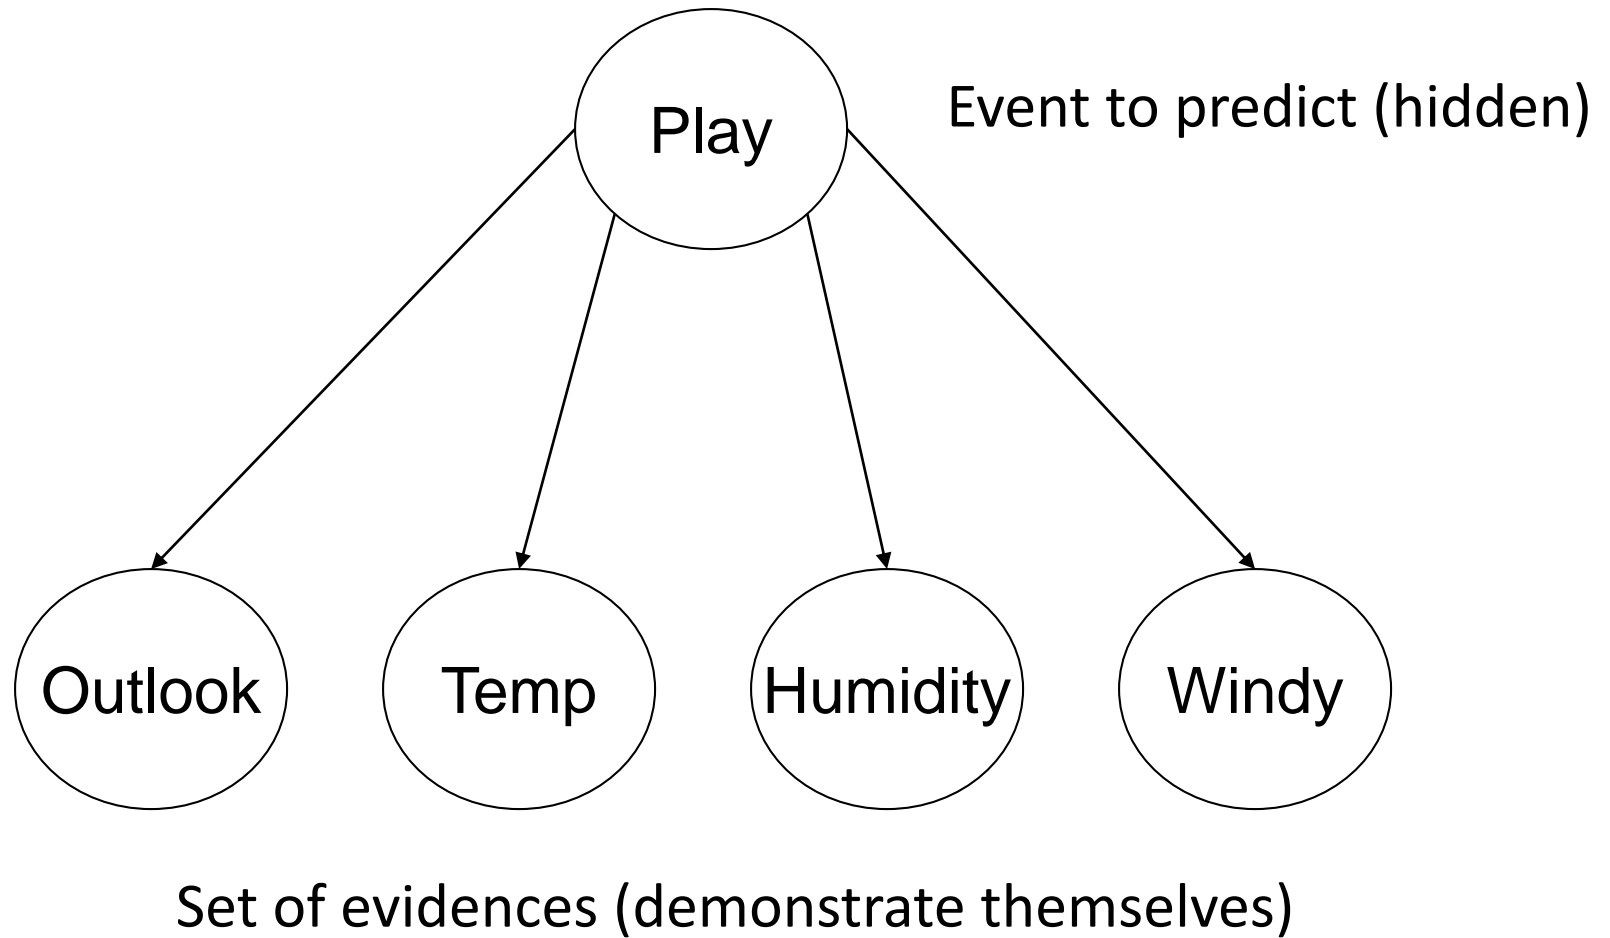 Play
Event to predict (hidden)
Outlook
Temp
Humidity
Windy
Set of evidences (demonstrate themselves)